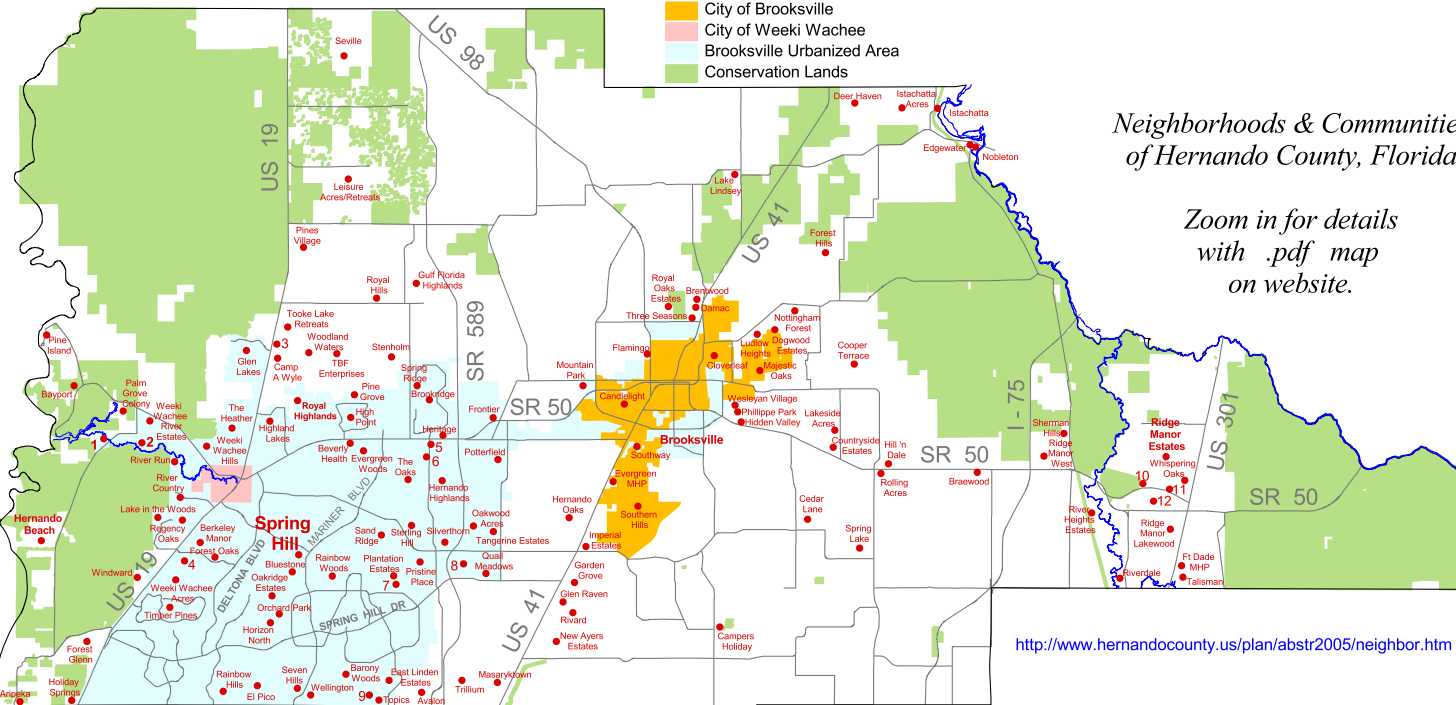 City of Brooksville
City of Weeki Wachee
Brooksville Urbanized Area
Conservation Lands
Neighborhoods & Communitie
of Hernando County, Florida
Zoom in for details
with .pdf map
on website.
http://www.hernandocounty.us/plan/abstr2005/neighbor.htm
US 98
Seville
US 19
Leisure
Acres/Retreats
Deer Haven
Istachatta
Acres
Istachatta
Edgewater
Nobleton
Lake
Lindsey
US 41
Forest
Hills
Pines
Village
Royal
Hills
Gulf Florida
Highlands
SR 589
Royal
Oaks
Estates
Brentwood
Damac
Three Seasons
Nottingham
Forest
Dogwood
Estates
Ludlow
Heights
Majestic
Oaks
Cloverleaf
Flamingo
Cooper
Terrace
Tooke Lake
Retreats
3
Woodland
Waters
TBF
Enterprises
Camp
A Wyle
Glen
Lakes
Stenholm
Spring
Ridge
Brookridge
Pine
Grove
High
Point
Royal
Highlands
Highland
Lakes
The
Heather
Pine
Island
Bayport
Palm
Grove
Colony
Weeki
Wachee
River
Estates
1
2
Weeki
Wachee
Hills
River Run
River
Country
Lake in the Woods
Regency
Oaks
Hernando
Beach
Mountain
Park
Candlelight
Frontier
SR 50
Heritage
5
6
Potterfield
Beverly
Health
Evergreen
Woods
The
Oaks
Hernando
Highlands
Wesleyan Village
Phillippe Park
Hidden Valley
Brooksville
Southway
Evergreen
MHP
Southern
Hills
Lakeside
Acres
Countryside
Estates
Hill 'n
Dale
Rolling
Acres
SR 50
Braewood
I - 75
Sherman
Hills
Ridge
Manor
West
Ridge
Manor
Estates
Whispering
Oaks
10
11
12
US 301
SR 50
River
Heights
Estates
Ridge
Manor
Lakewood
Ft Dade
MHP
Talisman
Riverdale
Cedar
Lane
Spring
Lake
Hernando
Oaks
Imperial
Estates
Oakwood
Acres
Tangerine Estates
Quail
Meadows
8
Silverthorn
Sterling
Hill
Sand
Ridge
MARINER BLVD
Spring
Hill
Berkeley
Manor
Forest Oaks
4
Bluestone
Oakridge
Estates
Rainbow
Woods
Plantation
Estates
7
Pristine
Place
DELTONA BLVD
US 19
Windward
Weeki Wachee
Acres
Timber Pines
Orchard Park
Horizon
North
SPRING HILL DR
US 41
Garden
Grove
Glen Raven
Rivard
New Ayers
Estates
Campers
Holiday
Forest
Glenn
Holiday
Springs
Aripeka
Rainbow
Hills
El Pico
Seven
Hills
Wellington
Barony
Woods
East Linden
Estates
9
Topics
Avalon
Trillium
Masaryktown